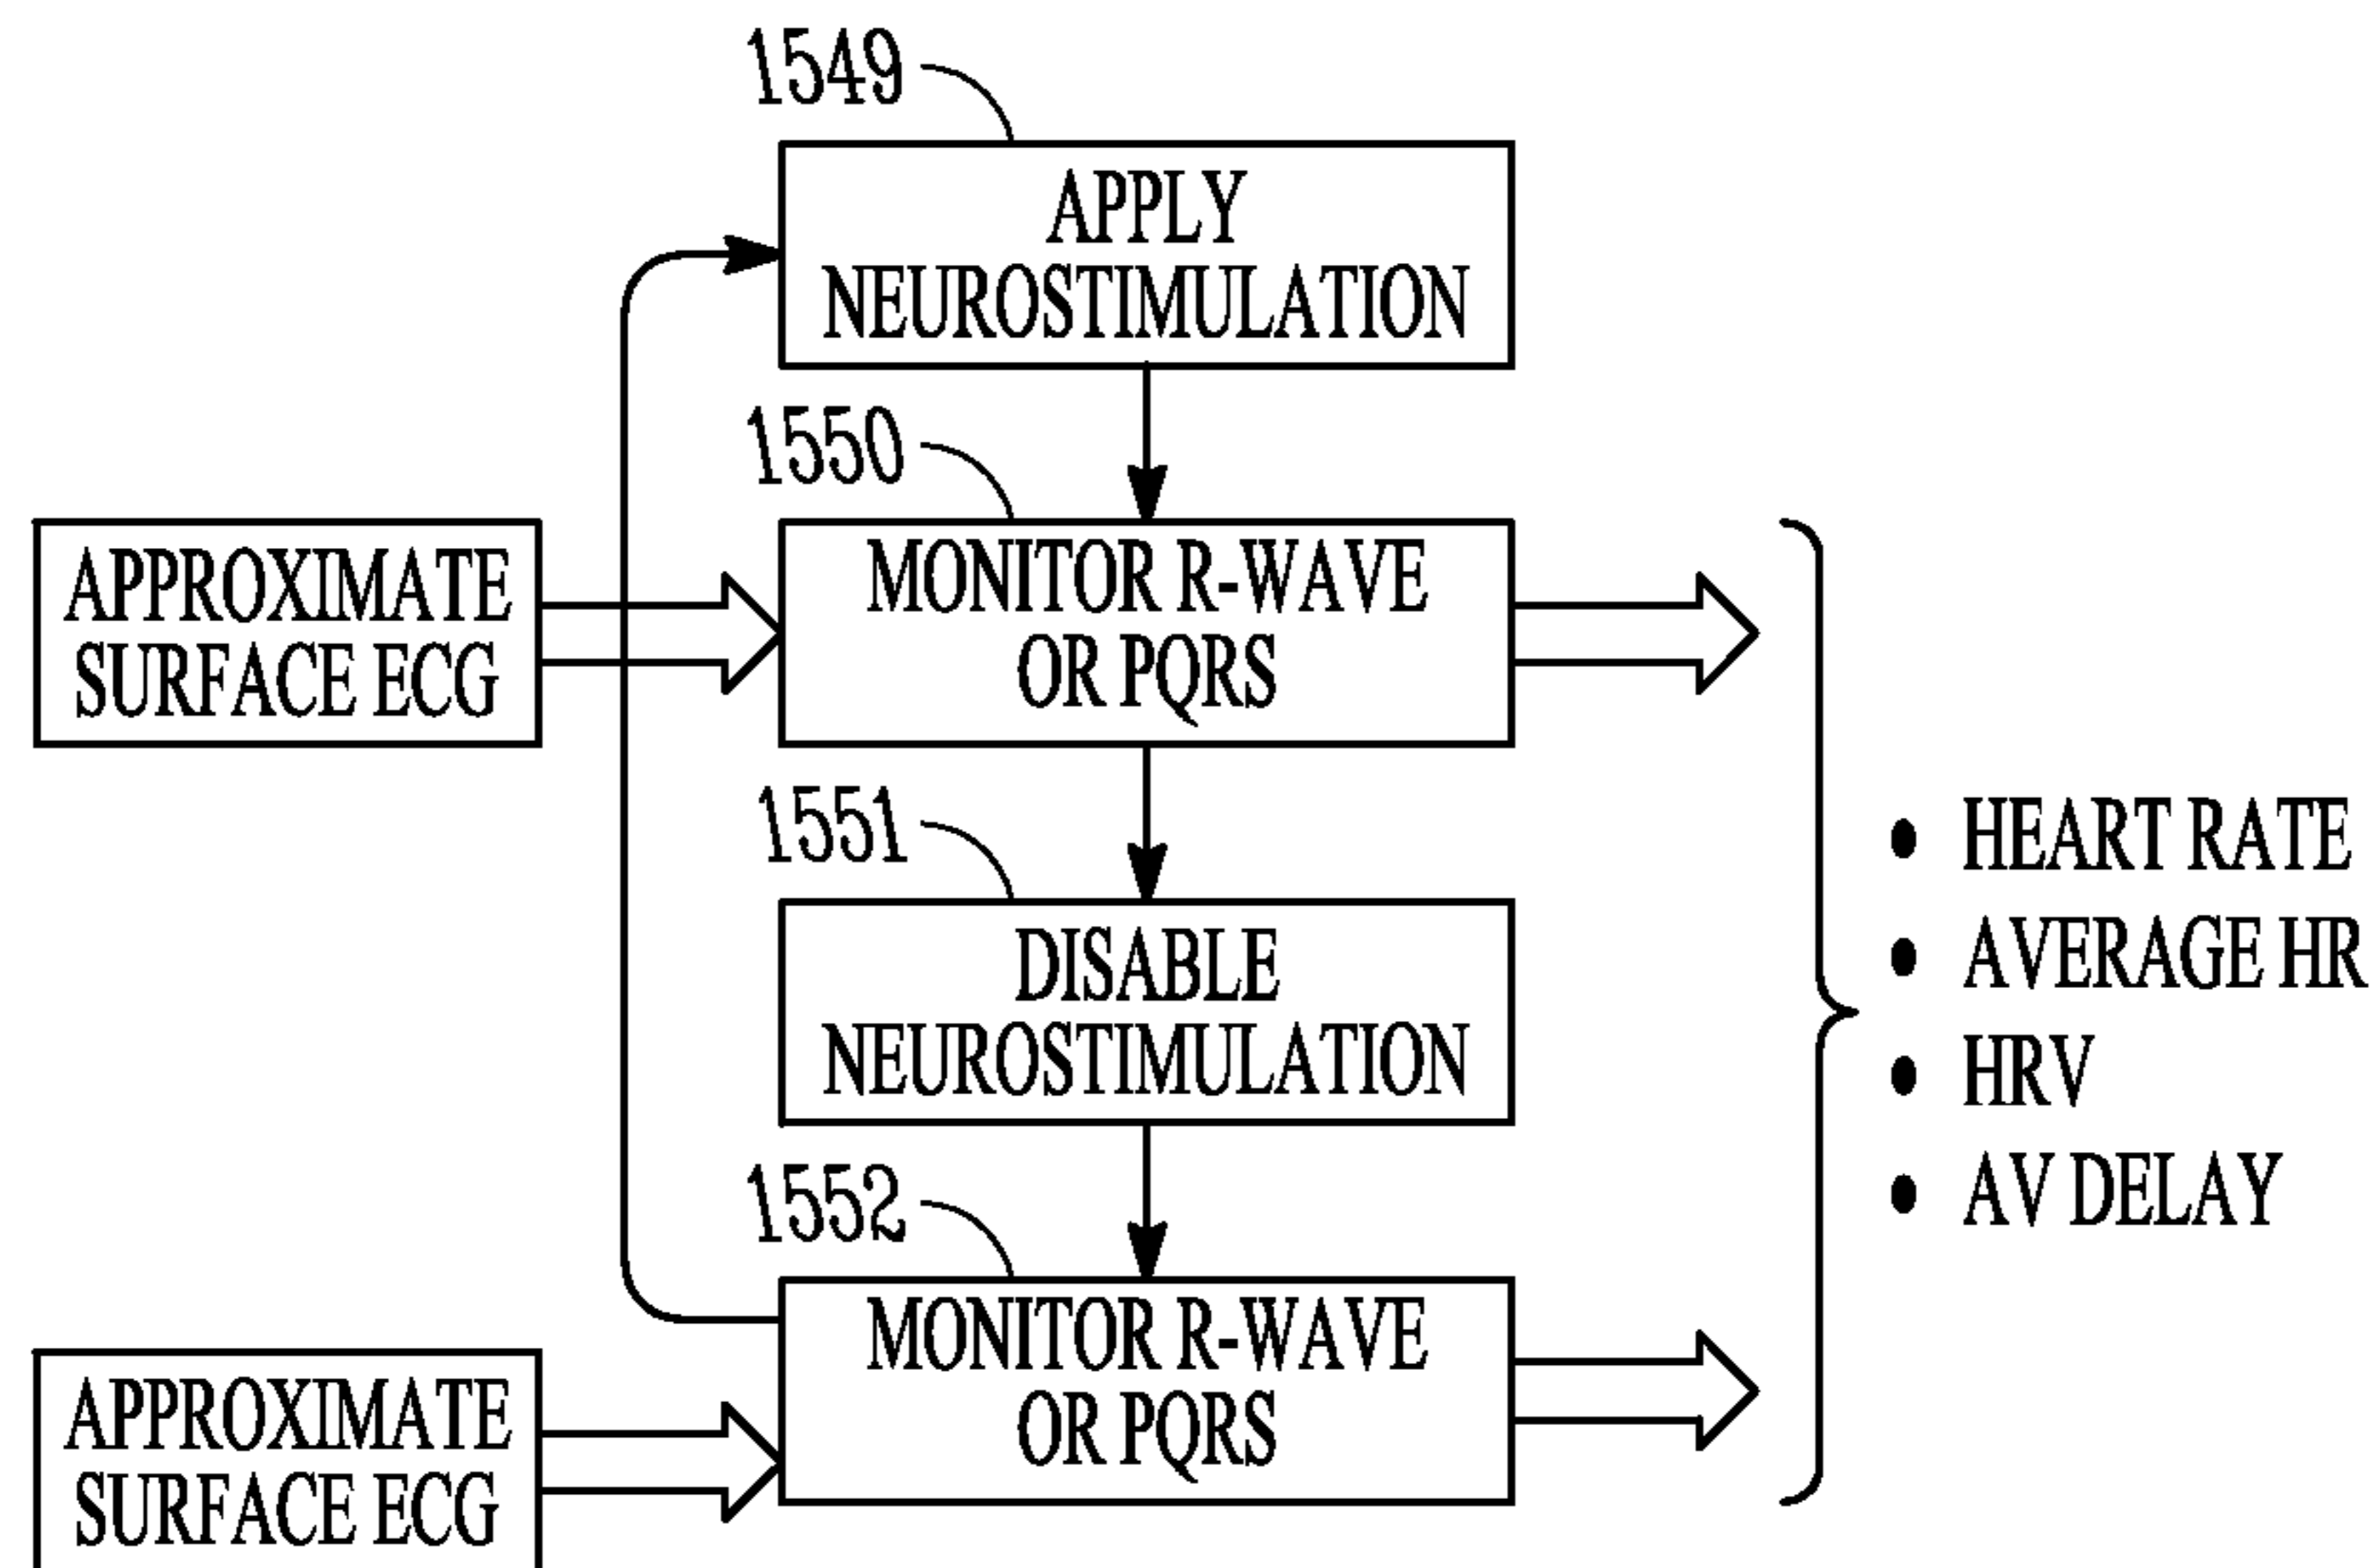 1549
APPLY
NEUROSTIMULATION
1550
APPROXIMATE
SURFACE ECG
MONITOR R-WAVE
OR PQRS
1551
DISABLE
NEUROSTIMULATION
1552
APPROXIMATE
SURFACE ECG
MONITOR R-WAVE
OR PQRS
• HEART RATE
• AVERAGE HR
• HRV
• AV DELAY